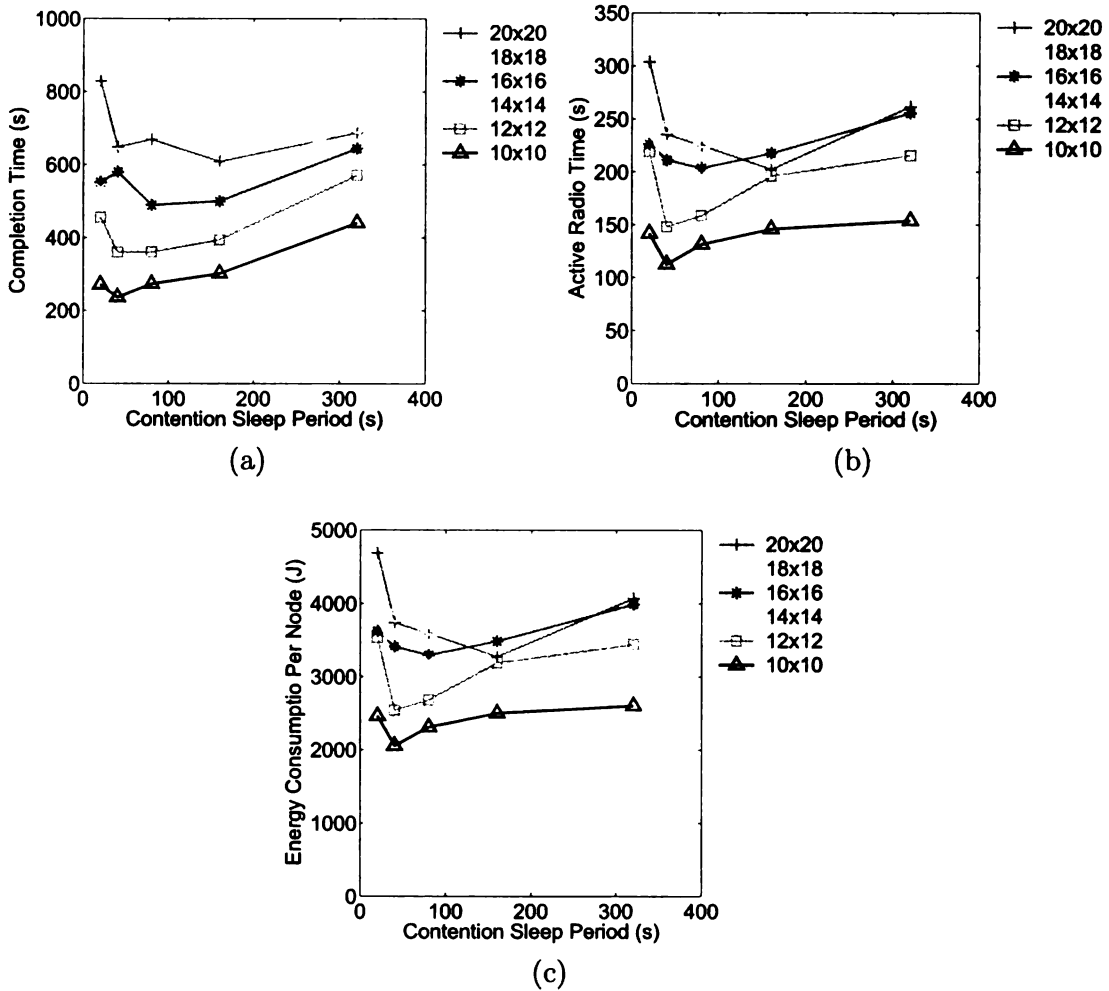 1000
800
600
400
200
0
Completion Time (s)
0 100 200 300 400
Contention Sleep Period (s)
20x20
18x18
16x16
14x14
12x12
10x10
(a)
350
300
250
200
150
100
50
0
Active Radio Time (s)
0 100 200 300 400
Contention Sleep Period (s)
20x20
18x18
16x16
14x14
12x12
10x10
(b)
5000
4000
3000
2000
1000
0
Energy Consumptio Per Node (J)
0 100 200 300 400
Contention Sleep Period (s)
20x20
18x18
16x16
14x14
12x12
10x10
(c)